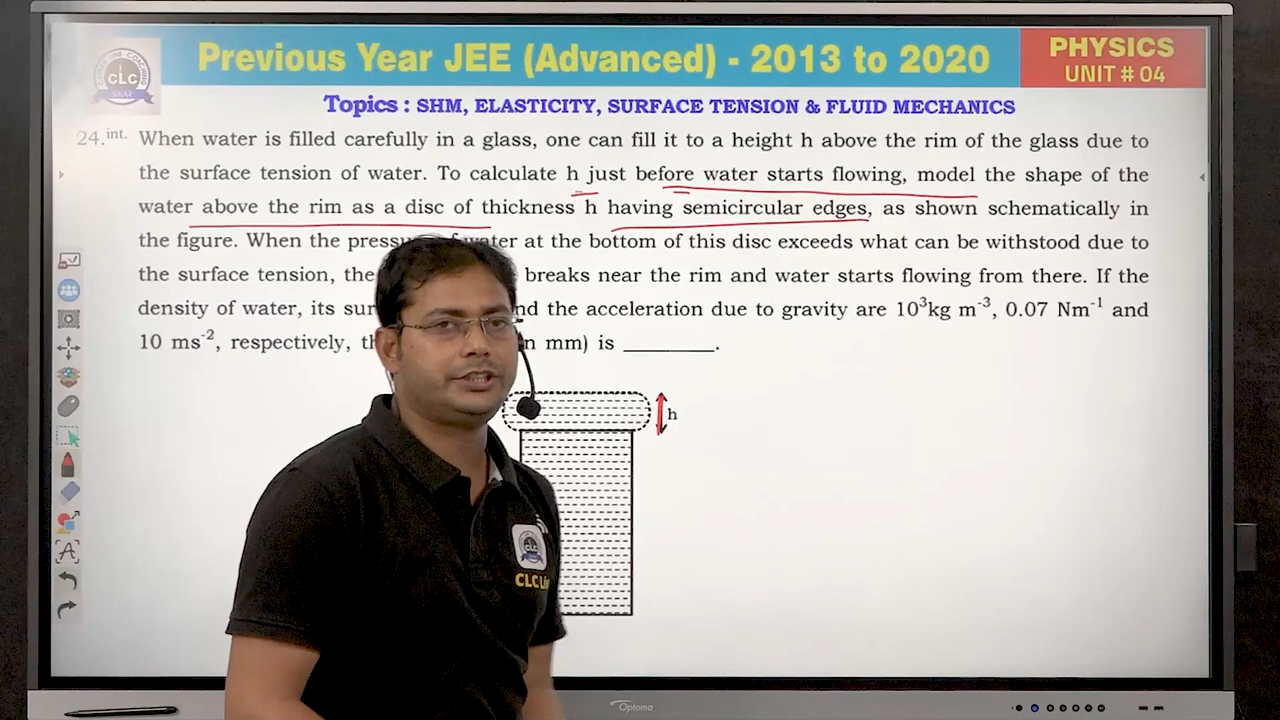 Previous Year JEE (Advanced) - 2013 to 2020
PHYSICS
UNIT # 04
CLC
SIKAR
Topics : SHM, ELASTICITY, SURFACE TENSION & FLUID MECHANICS
24.int. When water is filled carefully in a glass, one can fill it to a height h above the rim of the glass due to
the surface tension of water. To calculate h just before water starts flowing, model the shape of the
water above the rim as a disc of thickness h having semicircular edges, as shown schematically in
the figure. When the at the bottom of this disc exceeds what can be withstood due to
the surface tension, the breaks near the rim and water starts flowing from there. If the
density of water, its the acceleration due to gravity are 10³kg m⁻³, 0.07 Nm⁻¹ and
10 ms⁻², respectively, mm) is ________.
h
CLC
CLC
Optoma